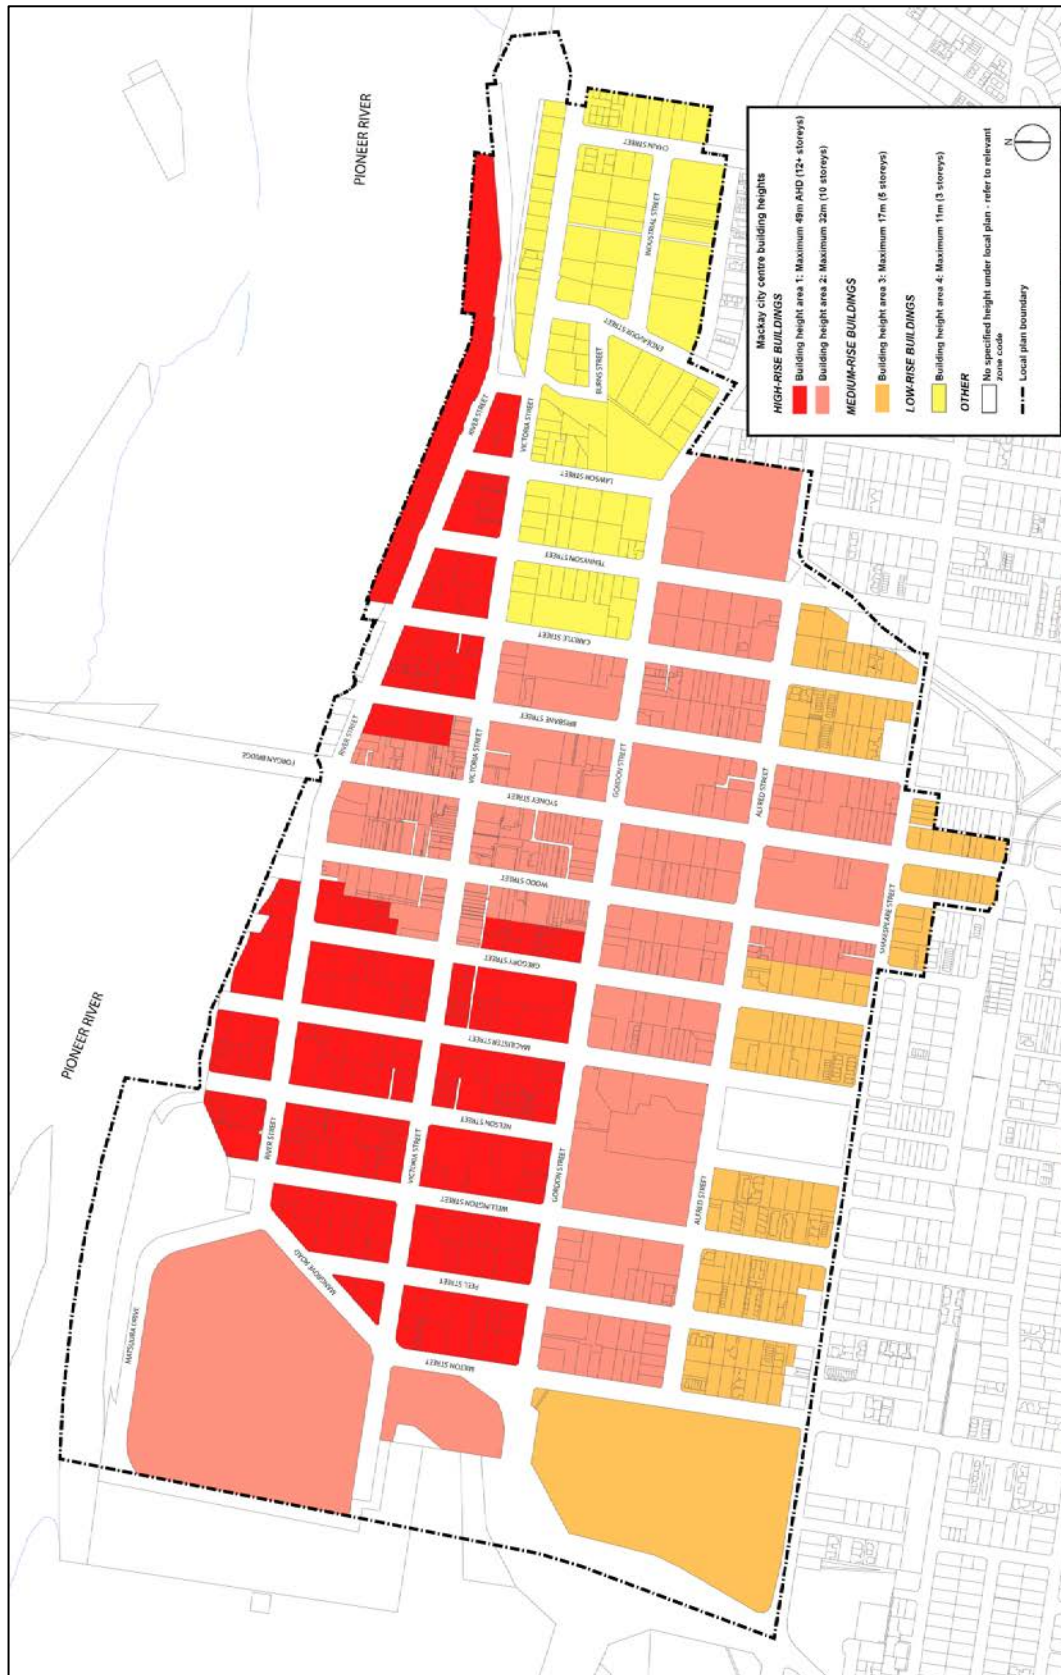 PIONEER RIVER
PIONEER RIVER
FORGAN BRIDGE
MATSUURA DRIVE
MANGROVE ROAD
RIVER STREET
RIVER STREET
RIVER STREET
VICTORIA STREET
VICTORIA STREET
VICTORIA STREET
GORDON STREET
GORDON STREET
ALFRED STREET
ALFRED STREET
SHAKESPEARE STREET
MILTON STREET
PEEL STREET
WELLINGTON STREET
NELSON STREET
MACALISTER STREET
GREGORY STREET
WOOD STREET
SYDNEY STREET
BRISBANE STREET
CARLYLE STREET
TENNYSON STREET
LAWSON STREET
BURNS STREET
ENDEAVOUR STREET
INDUSTRIAL STREET
CHAIN STREET
Mackay city centre building heights
HIGH-RISE BUILDINGS
Building height area 1: Maximum 49m AHD (12+ storeys)
Building height area 2: Maximum 32m (10 storeys)
MEDIUM-RISE BUILDINGS
Building height area 3: Maximum 17m (5 storeys)
LOW-RISE BUILDINGS
Building height area 4: Maximum 11m (3 storeys)
OTHER
No specified height under local plan - refer to relevant
zone code
Local plan boundary
N